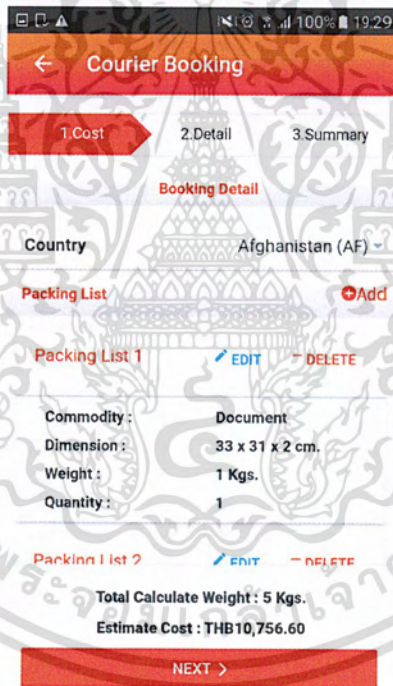 100% 19:29
← Courier Booking
1.Cost 2.Detail 3.Summary
Booking Detail
Country Afghanistan (AF)
Packing List Add
Packing List 1 EDIT DELETE
Commodity : Document
Dimension : 33 x 31 x 2 cm.
Weight : 1 Kgs.
Quantity : 1
Packing List 2 EDIT DELETE
Total Calculate Weight : 5 Kgs.
Estimate Cost : THB10,756.60
NEXT >